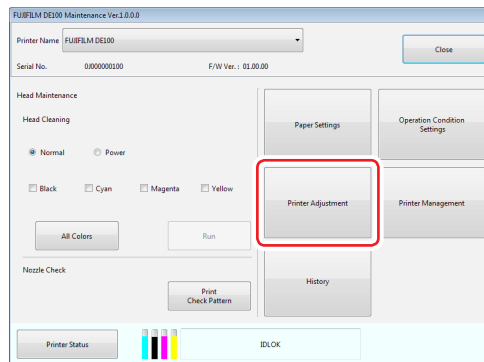 FUJIFILM DE100 Maintenance Ver.1.0.0.0
Printer Name FUJIFILM DE100
Close
Serial No. 0J000000100 F/W Ver. : 01.00.00
Head Maintenance
Head Cleaning
Normal Power
Black Cyan Magenta Yellow
All Colors Run
Nozzle Check
Print
Check Pattern
Paper Settings
Operation Condition
Settings
Printer Adjustment
Printer Management
History
Printer Status
IDLOK